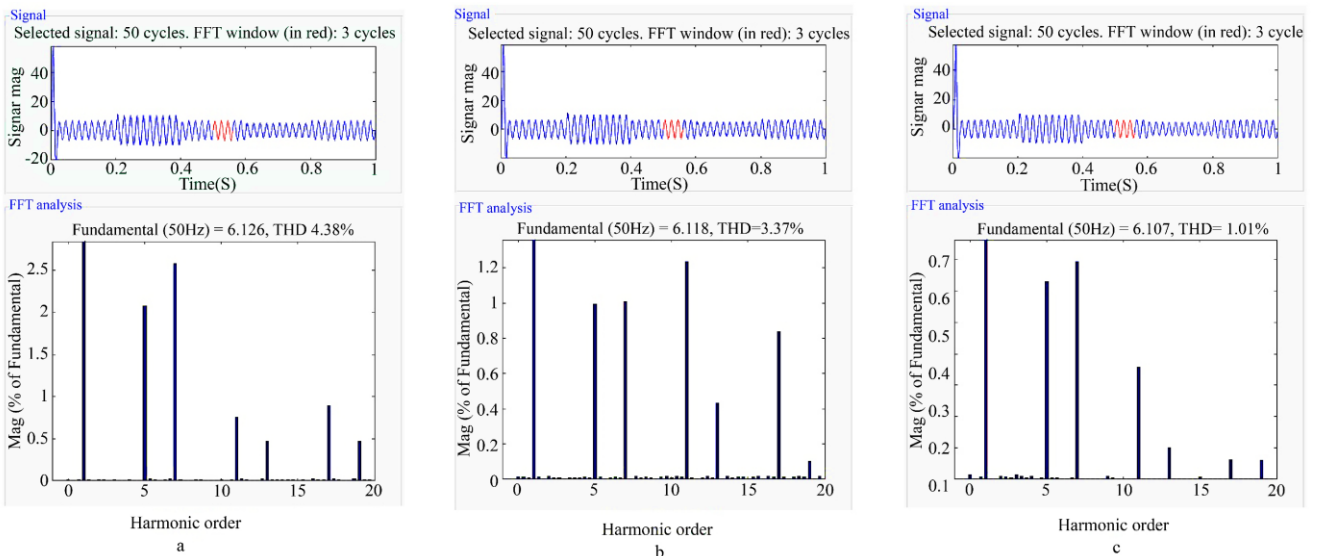 Signal
Selected signal: 50 cycles. FFT window (in red): 3 cycles
Signar mag
40
20
0
-20
0 0.2 0.4 0.6 0.8 1
Time(S)
FFT analysis
Fundamental (50Hz) = 6.126, THD 4.38%
Mag (% of Fundamental)
2.5
2
1.5
1
0.5
0
0 5 10 15 20
Harmonic order
a
Signal
Selected signal: 50 cycles. FFT window (in red): 3 cycles
Signar mag
40
20
0
0 0.2 0.4 0.6 0.8 1
Time(S)
FFT analysis
Fundamental (50Hz) = 6.118, THD=3.37%
Mag (% of Fundamental)
1.2
1
0.8
0.6
0.4
0.2
0
0 5 10 15 20
Harmonic order
b
Signal
Selected signal: 50 cycles. FFT window (in red): 3 cycle
Signar mag
40
20
0
0 0.2 0.4 0.6 0.8 1
Time(S)
FFT analysis
Fundamental (50Hz) = 6.107, THD= 1.01%
Mag (% of Fundamental)
0.7
0.6
0.5
0.4
0.3
0.2
0.1
0 5 10 15 20
Harmonic order
c